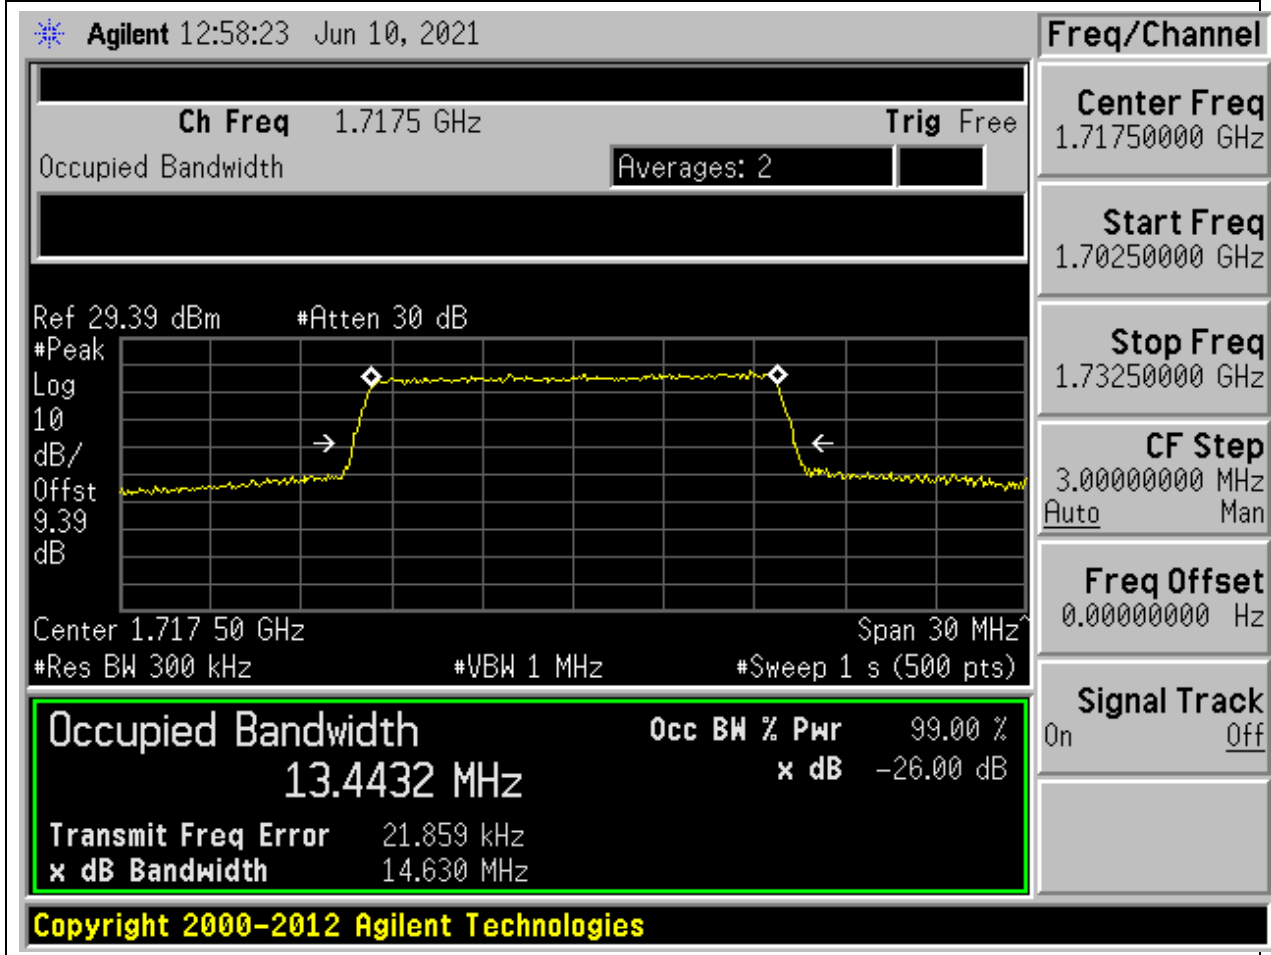 Agilent 12:58:23 Jun 10, 2021
Freq/Channel
Ch Freq 1.7175 GHz Trig Free
Occupied Bandwidth Averages: 2
Center Freq
1.71750000 GHz
Start Freq
1.70250000 GHz
Stop Freq
1.73250000 GHz
CF Step
3.00000000 MHz
Auto Man
Freq Offset
0.00000000 Hz
Signal Track
On Off
Ref 29.39 dBm #Atten 30 dB
#Peak
Log
10
dB/
Offst
9.39
dB
Center 1.717 50 GHz Span 30 MHz^
#Res BW 300 kHz #VBW 1 MHz #Sweep 1 s (500 pts)
Occupied Bandwidth Occ BW % Pwr 99.00 %
13.4432 MHz x dB -26.00 dB
Transmit Freq Error 21.859 kHz
x dB Bandwidth 14.630 MHz
Copyright 2000-2012 Agilent Technologies